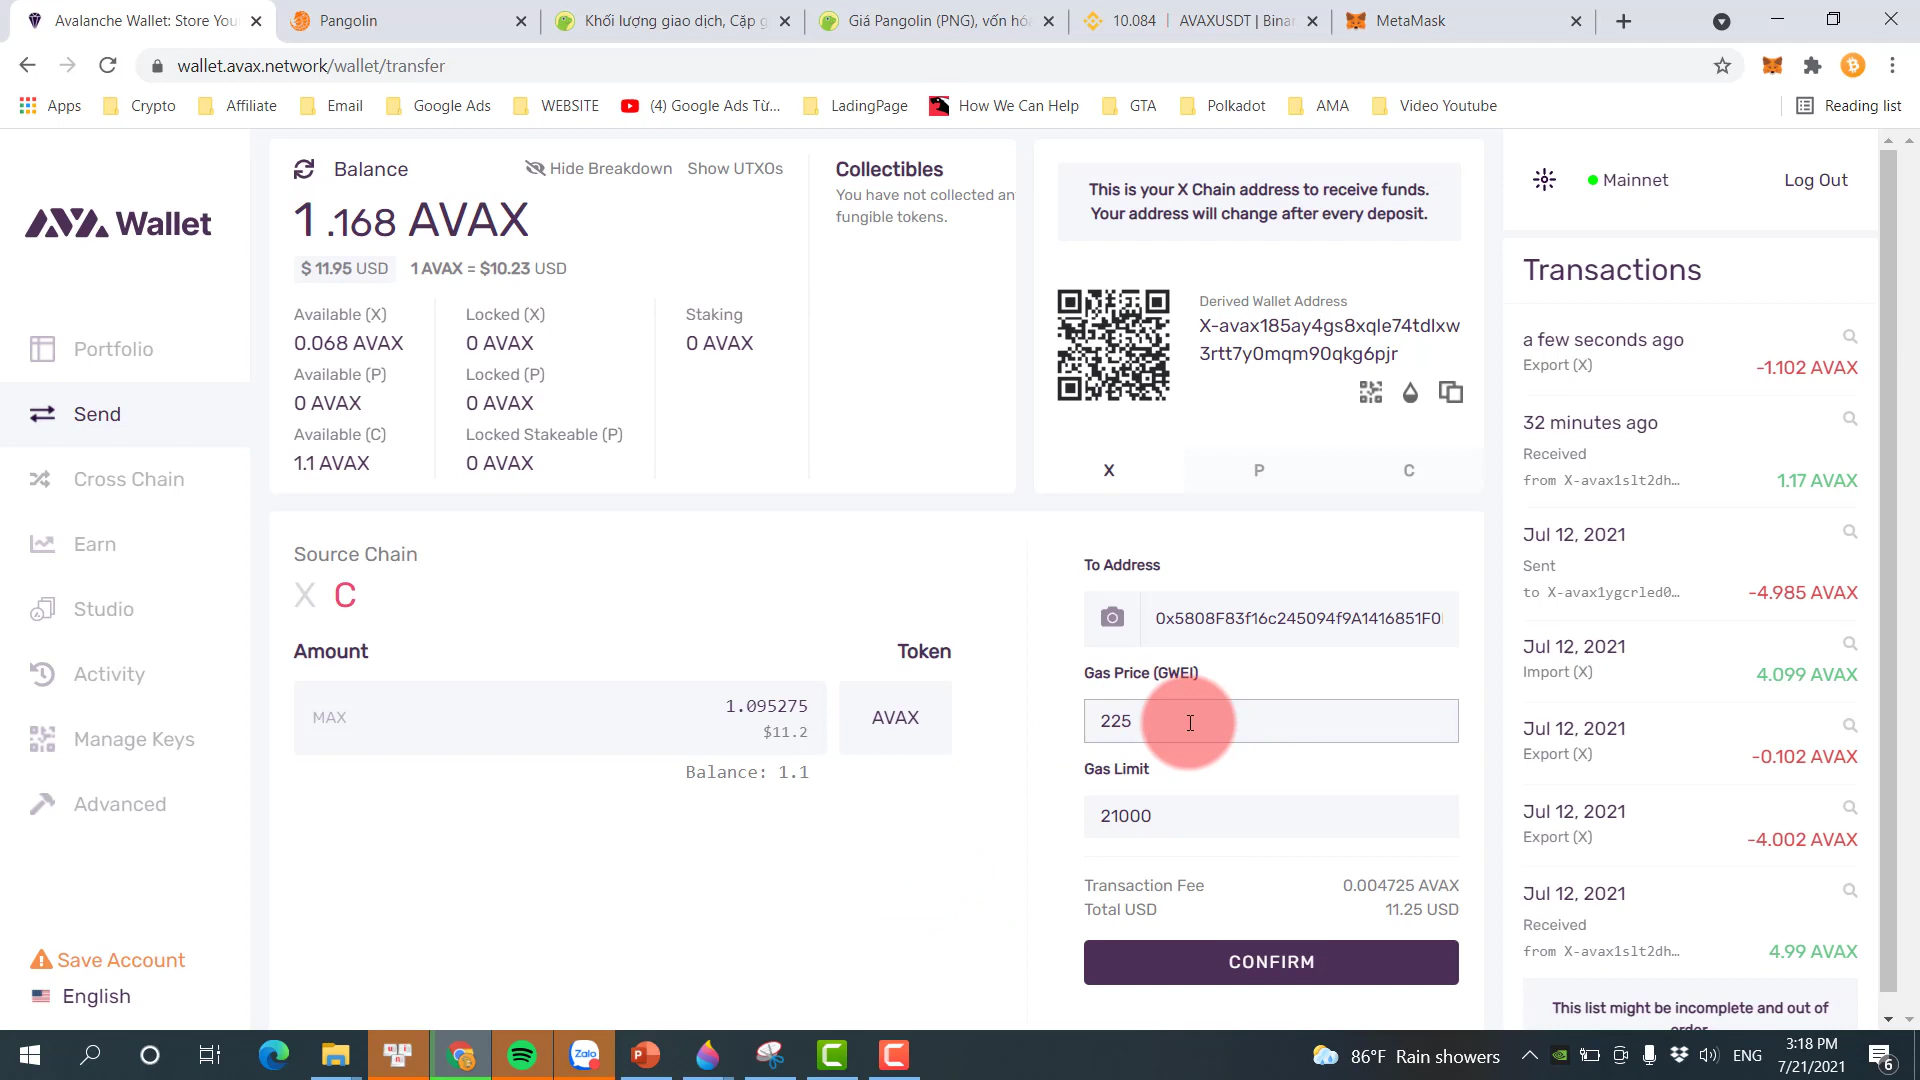 Avalanche Wallet: Store Your
Pangolin
Khối lượng giao dịch, Cặp g
Giá Pangolin (PNG), vốn hó
10.084 | AVAXUSDT | Binan
MetaMask
wallet.avax.network/wallet/transfer
Apps
Crypto
Affiliate
Email
Google Ads
WEBSITE
(4) Google Ads Từ...
LadingPage
How We Can Help
GTA
Polkadot
AMA
Video Youtube
Reading list
Wallet
Portfolio
Send
Cross Chain
Earn
Studio
Activity
Manage Keys
Advanced
Save Account
English
Balance
Hide Breakdown
Show UTXOs
1.168 AVAX
$ 11.95 USD
1 AVAX = $10.23 USD
Available (X)
0.068 AVAX
Available (P)
0 AVAX
Available (C)
1.1 AVAX
Locked (X)
0 AVAX
Locked (P)
0 AVAX
Locked Stakeable (P)
0 AVAX
Staking
0 AVAX
Collectibles
You have not collected an
fungible tokens.
This is your X Chain address to receive funds.
Your address will change after every deposit.
Derived Wallet Address
X-avax185ay4gs8xqle74tdlxw
3rtt7y0mqm90qkg6pjr
X
P
C
Source Chain
X C
Amount
Token
MAX
1.095275
$11.2
AVAX
Balance: 1.1
To Address
0x5808F83f16c245094f9A1416851F0
Gas Price (GWEI)
225
Gas Limit
21000
Transaction Fee
0.004725 AVAX
Total USD
11.25 USD
CONFIRM
Mainnet
Log Out
Transactions
a few seconds ago
Export (X)
-1.102 AVAX
32 minutes ago
Received
from X-avax1slt2dh…
1.17 AVAX
Jul 12, 2021
Sent
to X-avax1ygcrled0…
-4.985 AVAX
Jul 12, 2021
Import (X)
4.099 AVAX
Jul 12, 2021
Export (X)
-0.102 AVAX
Jul 12, 2021
Export (X)
-4.002 AVAX
Jul 12, 2021
Received
from X-avax1slt2dh…
4.99 AVAX
This list might be incomplete and out of
order.
Zalo
86°F Rain showers
ENG
3:18 PM
7/21/2021
6